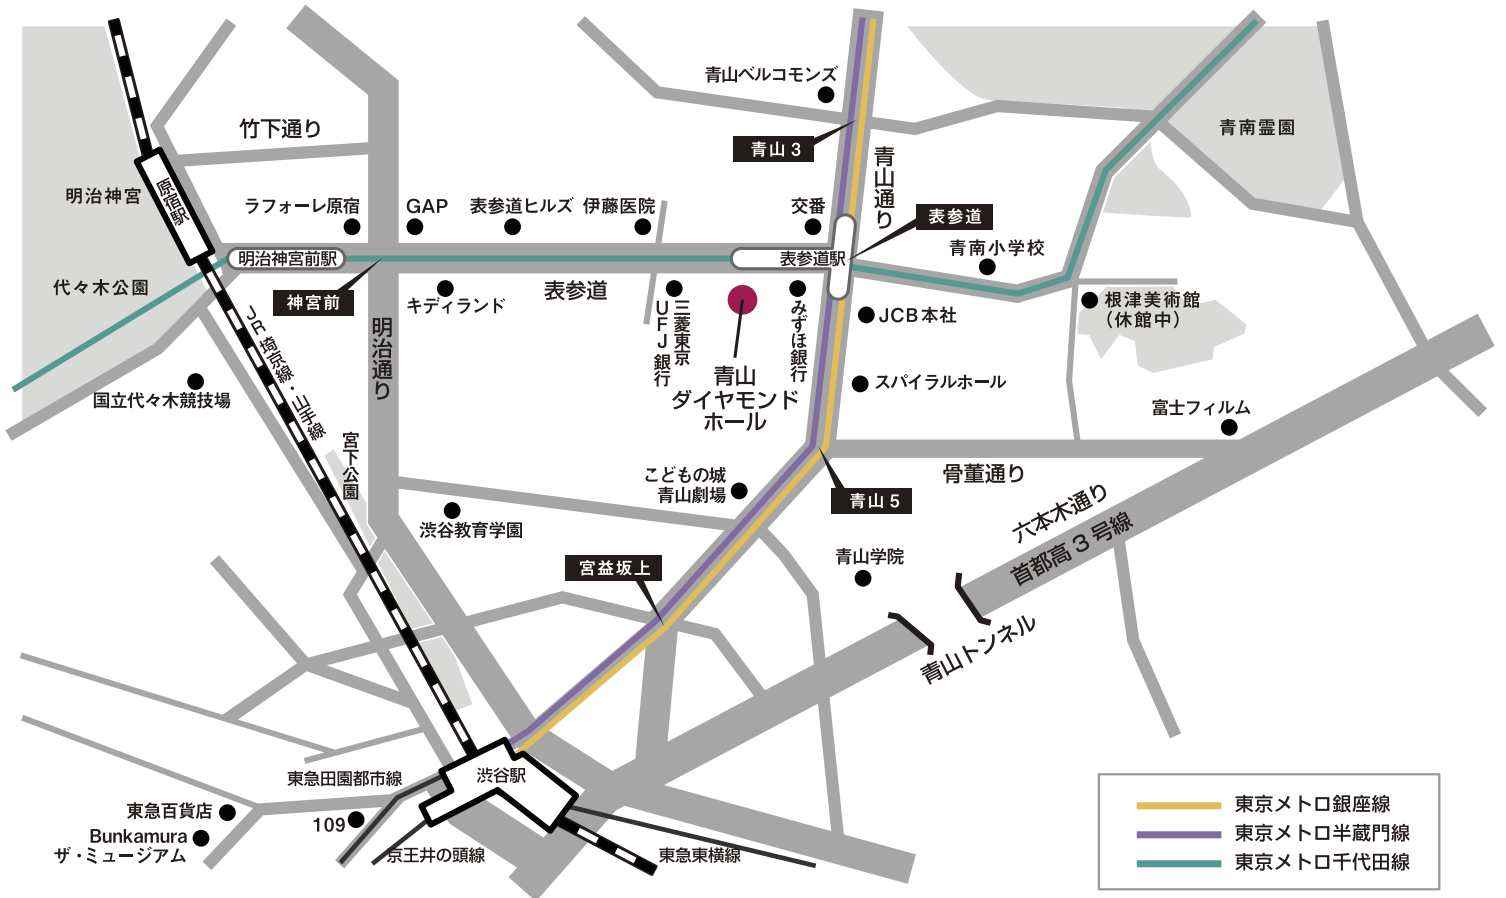 青山ベルコモンズ
竹下通り
青山 3
青山通り
青南霊園
明治神宮
原宿駅
ラフォーレ原宿
GAP
表参道ヒルズ
伊藤医院
交番
表参道
青南小学校
明治神宮前駅
表参道駅
代々木公園
神宮前
キディランド
表参道
三菱東京
UFJ銀行
みずほ銀行
JCB本社
根津美術館
（休館中）
JR埼京線・山手線
明治通り
青山
ダイヤモンド
ホール
スパイラルホール
国立代々木競技場
富士フィルム
宮下公園
こどもの城
青山劇場
骨董通り
青山 5
渋谷教育学園
六本木通り
首都高3号線
宮益坂上
青山学院
青山トンネル
渋谷駅
東急田園都市線
東急百貨店
109
Bunkamura
ザ・ミュージアム
京王井の頭線
東急東横線
東京メトロ銀座線
東京メトロ半蔵門線
東京メトロ千代田線